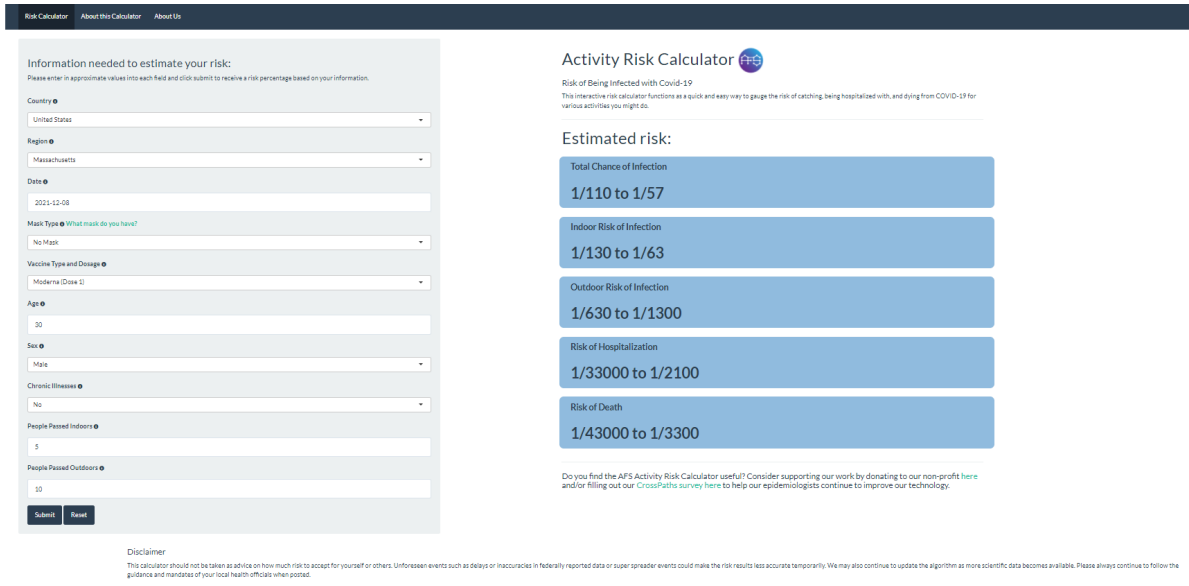 Risk Calculator About this Calculator About Us
Information needed to estimate your risk:
Please enter in approximate values into each field and click submit to receive a risk percentage based on your information.
Country
United States
Region
Massachusetts
Date
2021-12-08
Mask Type What mask do you have?
No Mask
Vaccine Type and Dosage
Moderna (Dose 1)
Age
30
Sex
Male
Chronic Illnesses
No
People Passed Indoors
5
People Passed Outdoors
10
Submit Reset
Activity Risk Calculator AFS
Risk of Being Infected with Covid-19
This interactive risk calculator functions as a quick and easy way to gauge the risk of catching, being hospitalized with, and dying from COVID-19 for
various activities you might do.
Estimated risk:
Total Chance of Infection
1/110 to 1/57
Indoor Risk of Infection
1/130 to 1/63
Outdoor Risk of Infection
1/630 to 1/1300
Risk of Hospitalization
1/33000 to 1/2100
Risk of Death
1/43000 to 1/3300
Do you find the AFS Activity Risk Calculator useful? Consider supporting our work by donating to our non-profit here
and/or filling out our CrossPaths survey here to help our epidemiologists continue to improve our technology.
Disclaimer
This calculator should not be taken as advice on how much risk to accept for yourself or others. Unforeseen events such as delays or inaccuracies in federally reported data or super spreader events could make the risk results less accurate temporarily. We may also continue to update the algorithm as more scientific data becomes available. Please always continue to follow the
guidance and mandates of your local health officials when posted.